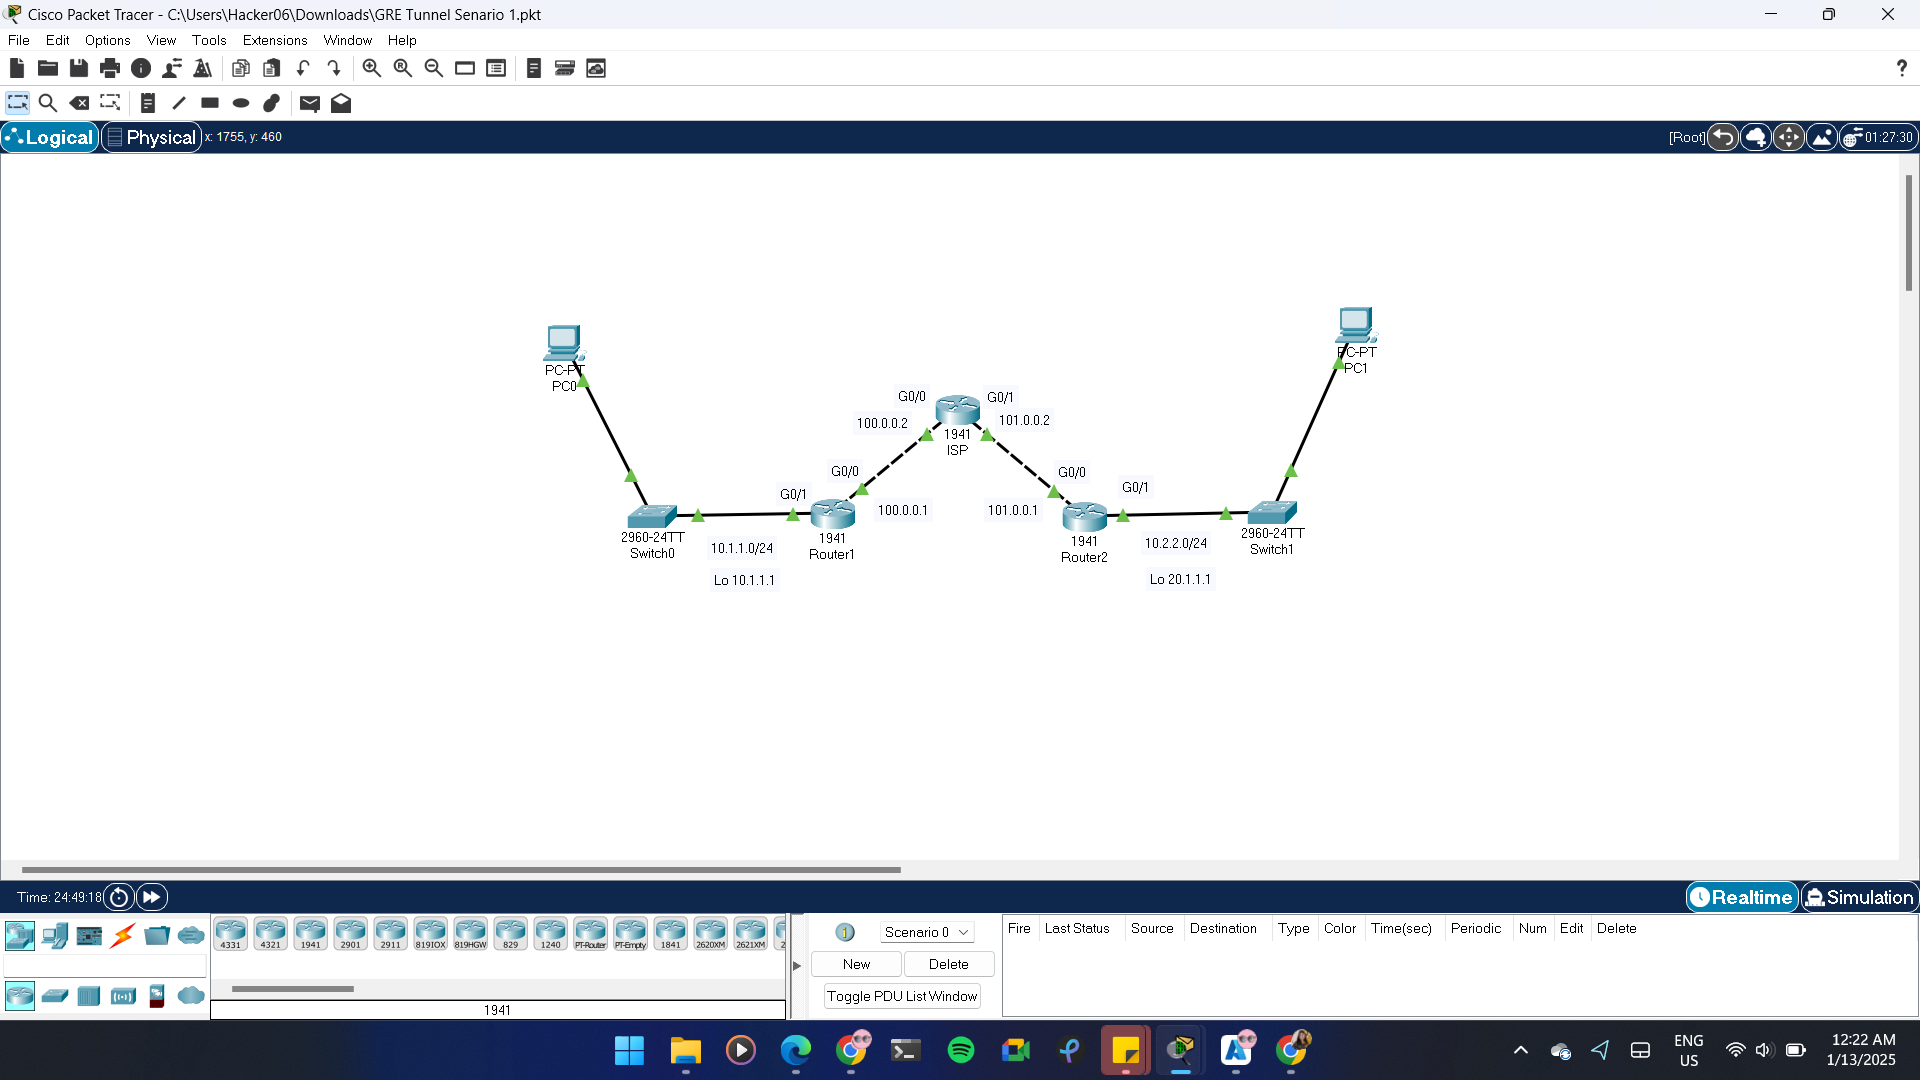 Cisco Packet Tracer - C:\Users\Hacker06\Downloads\GRE Tunnel Senario 1.pkt
File Edit Options View Tools Extensions Window Help
?
Logical Physical x: 1755, y: 460 [Root] 01:27:30
PC-PT
PC0
PC-PT
PC1
G0/0 G0/1
100.0.0.2 101.0.0.2
1941
ISP
G0/0 G0/0
G0/1 G0/1
100.0.0.1 101.0.0.1
2960-24TT
Switch0
1941
Router1
1941
Router2
2960-24TT
Switch1
10.1.1.0/24 10.2.2.0/24
Lo 10.1.1.1 Lo 20.1.1.1
Time: 24:49:18 Realtime Simulation
4331 4321 1941 2901 2911 819IOX 819HGW 829 1240 PT-Router PT-Empty 1841 2620XM 2621XM 2
1941
1 Scenario 0
New Delete
Toggle PDU List Window
Fire Last Status Source Destination Type Color Time(sec) Periodic Num Edit Delete
ENG
US
12:22 AM
1/13/2025